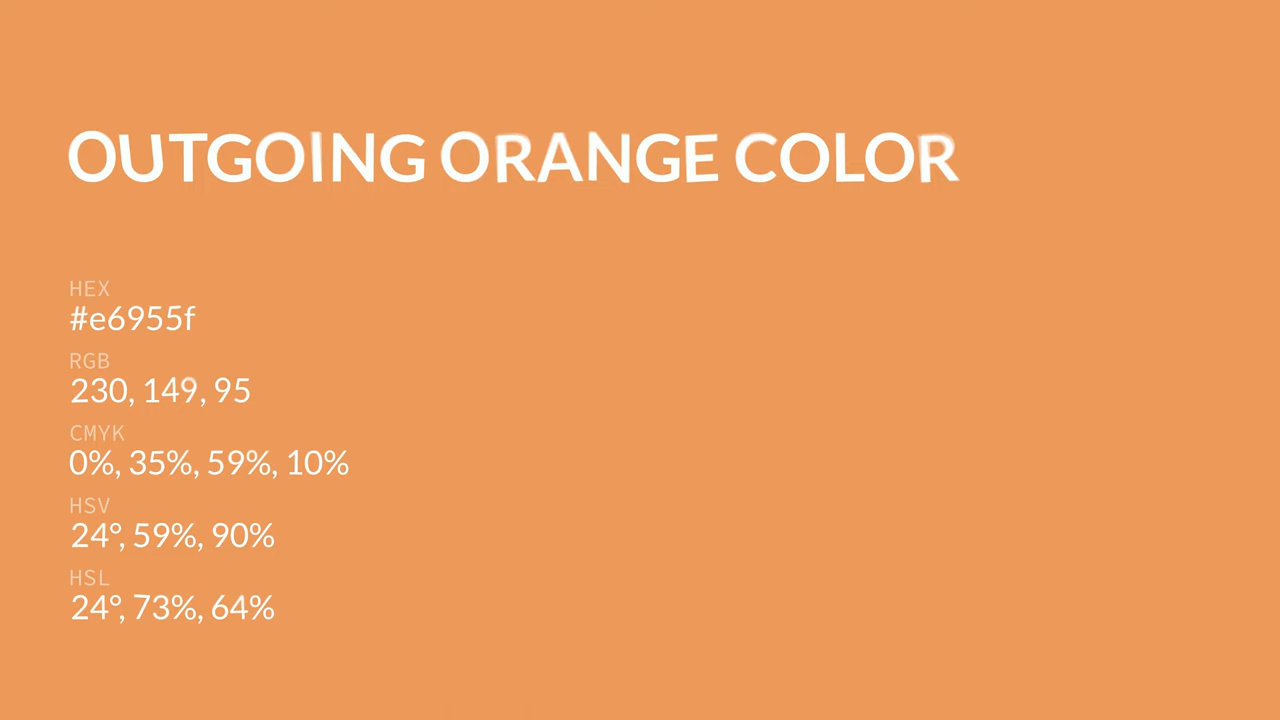 OUTGOING ORANGE COLOR
HEX
#e6955f
RGB
230, 149, 95
CMYK
0%, 35%, 59%, 10%
HSV
24°, 59%, 90%
HSL
24°, 73%, 64%